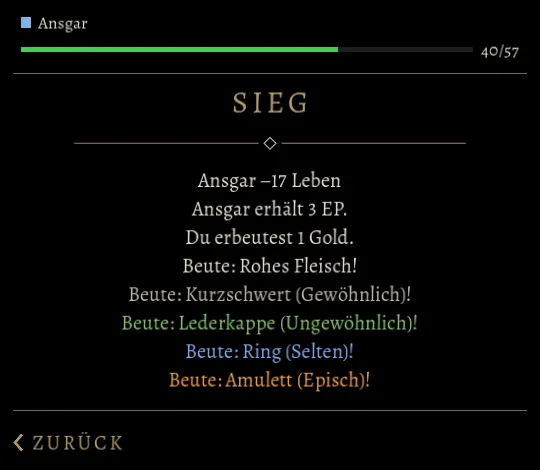 Ansgar
40/57
SIEG
Ansgar –17 Leben
Ansgar erhält 3 EP.
Du erbeutest 1 Gold.
Beute: Rohes Fleisch!
Beute: Kurzschwert (Gewöhnlich)!
Beute: Lederkappe (Ungewöhnlich)!
Beute: Ring (Selten)!
Beute: Amulett (Episch)!
ZURÜCK